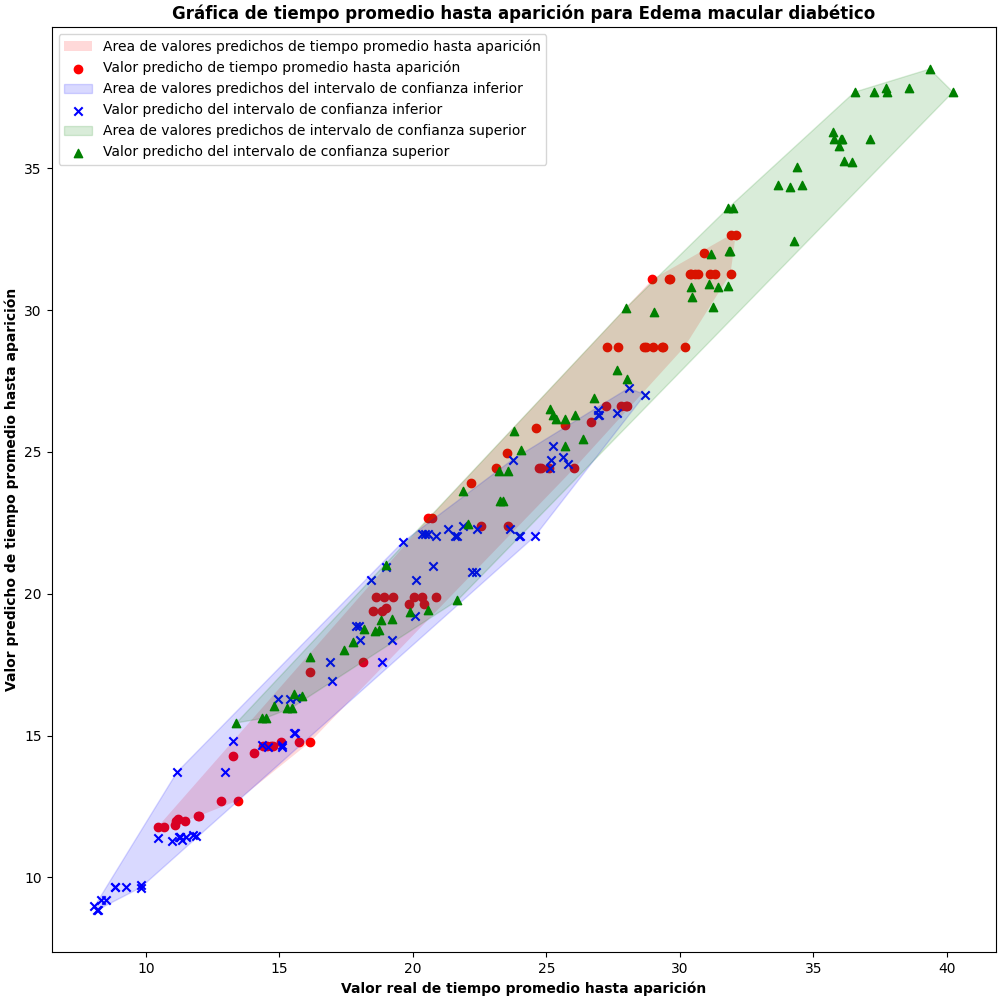 Gráfica de tiempo promedio hasta aparición para Edema macular diabético
Area de valores predichos de tiempo promedio hasta aparición
Valor predicho de tiempo promedio hasta aparición
Area de valores predichos del intervalo de confianza inferior
Valor predicho del intervalo de confianza inferior
Area de valores predichos de intervalo de confianza superior
Valor predicho del intervalo de confianza superior
Valor predicho de tiempo promedio hasta aparición
35
30
25
20
15
10
10 15 20 25 30 35 40
Valor real de tiempo promedio hasta aparición